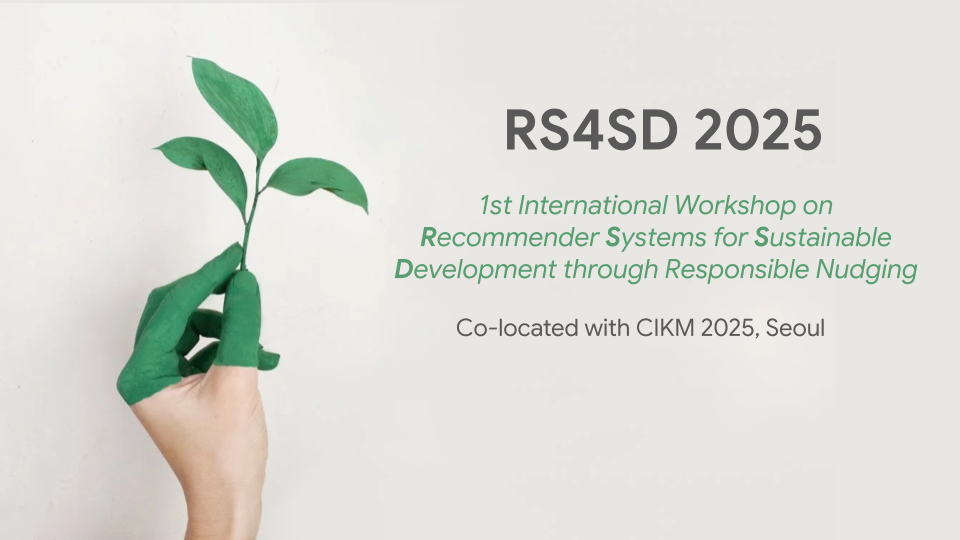 RS4SD 2025
1st International Workshop on
Recommender Systems for Sustainable
Development through Responsible Nudging
Co-located with CIKM 2025, Seoul